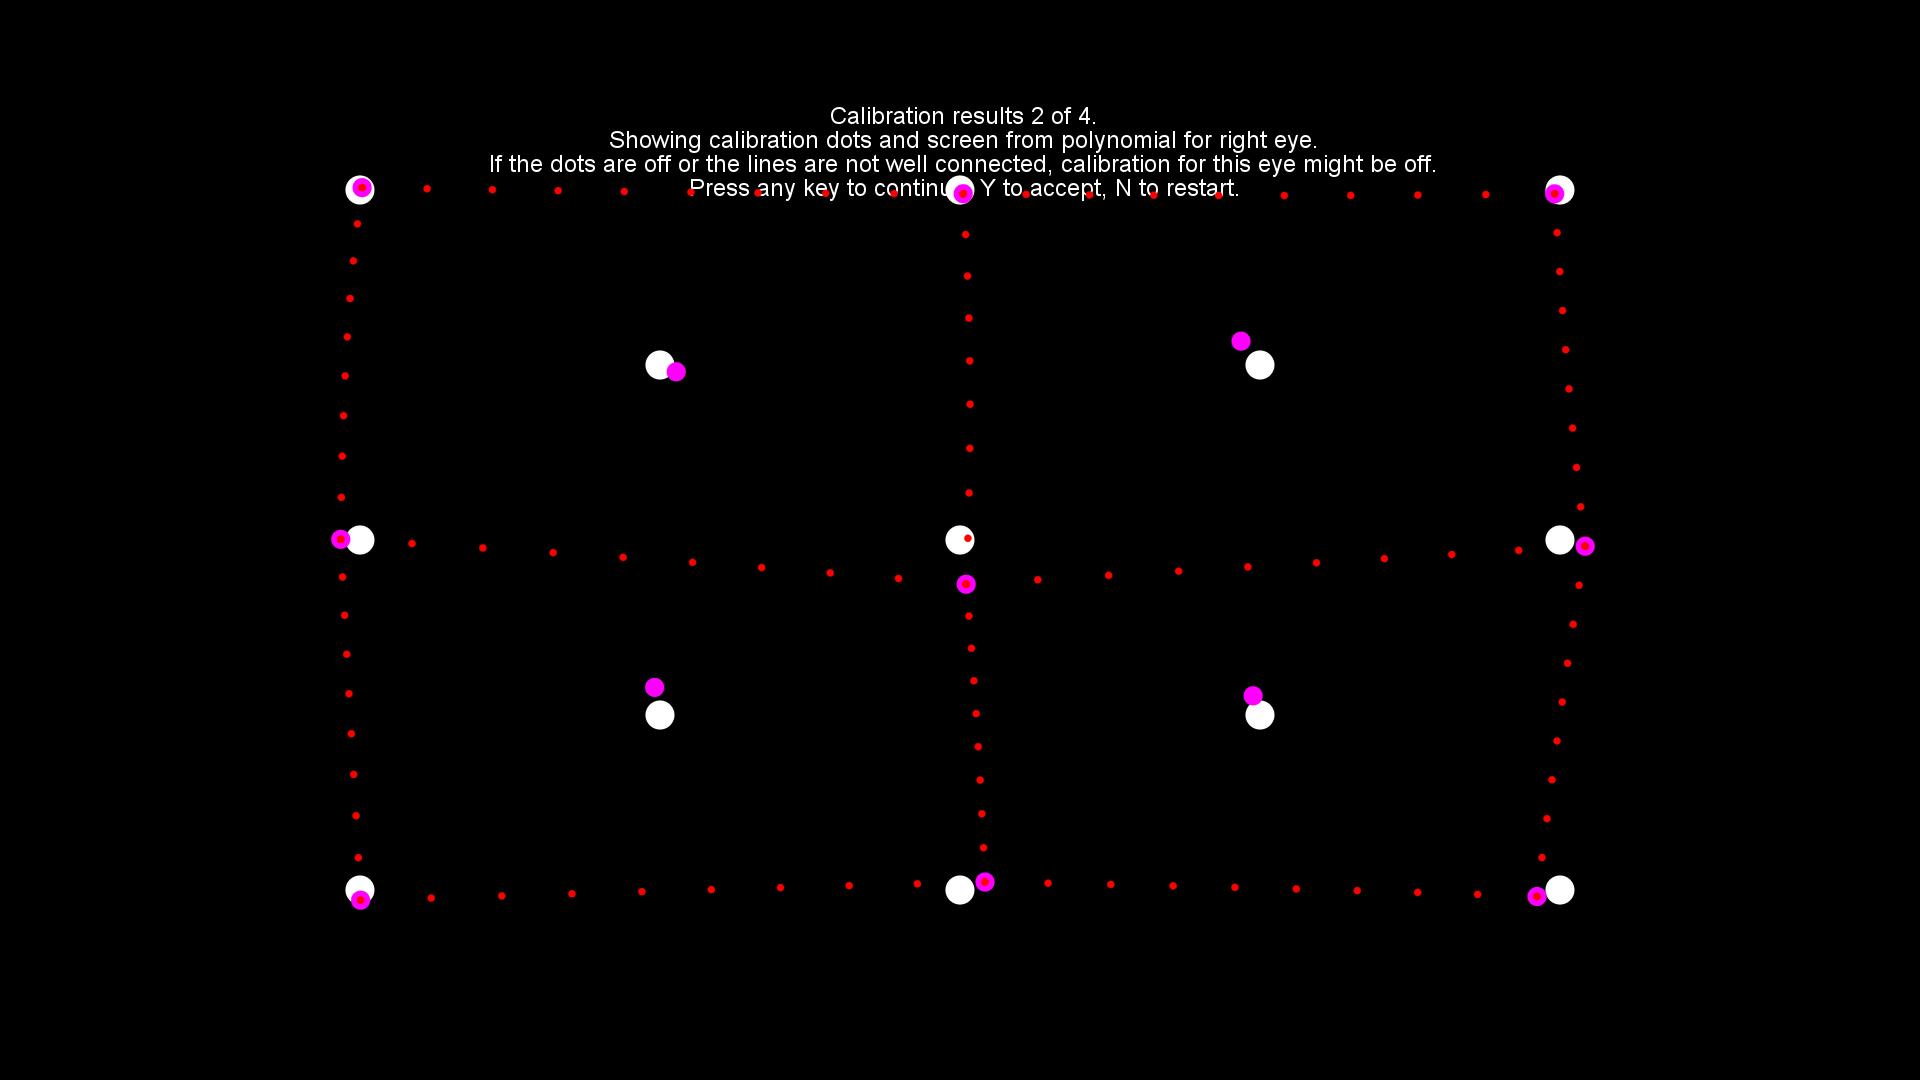 Calibration results 2 of 4.
Showing calibration dots and screen from polynomial for right eye.
If the dots are off or the lines are not well connected, calibration for this eye might be off.
Press any key to continue, Y to accept, N to restart.